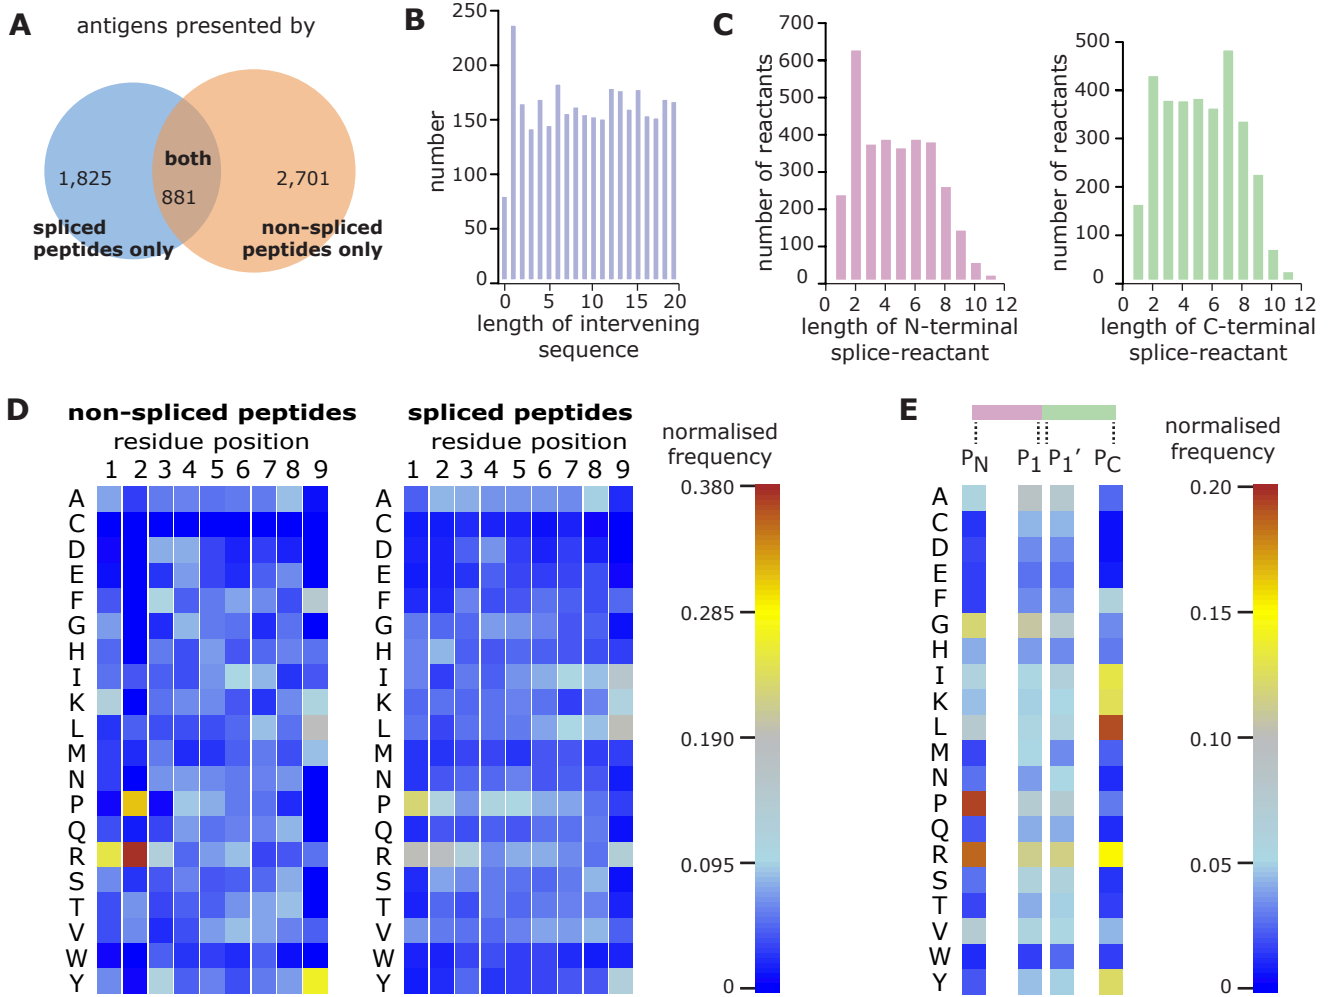 A
antigens presented by
1,825
both
881
2,701
spliced
peptides only
non-spliced
peptides only
B
250
200
150
100
50
0
number
0 5 10 15 20
length of intervening
sequence
C
700
600
500
400
300
200
100
0
number of reactants
0 2 4 6 8 10 12
length of N-terminal
splice-reactant
500
400
300
200
100
0
number of reactants
0 2 4 6 8 10 12
length of C-terminal
splice-reactant
D
non-spliced peptides
residue position
1 2 3 4 5 6 7 8 9
A
C
D
E
F
G
H
I
K
L
M
N
P
Q
R
S
T
V
W
Y
spliced peptides
residue position
1 2 3 4 5 6 7 8 9
A
C
D
E
F
G
H
I
K
L
M
N
P
Q
R
S
T
V
W
Y
normalised
frequency
0.380
0.285
0.190
0.095
0
E
PN P1 P1' PC
A
C
D
E
F
G
H
I
K
L
M
N
P
Q
R
S
T
V
W
Y
normalised
frequency
0.20
0.15
0.10
0.05
0